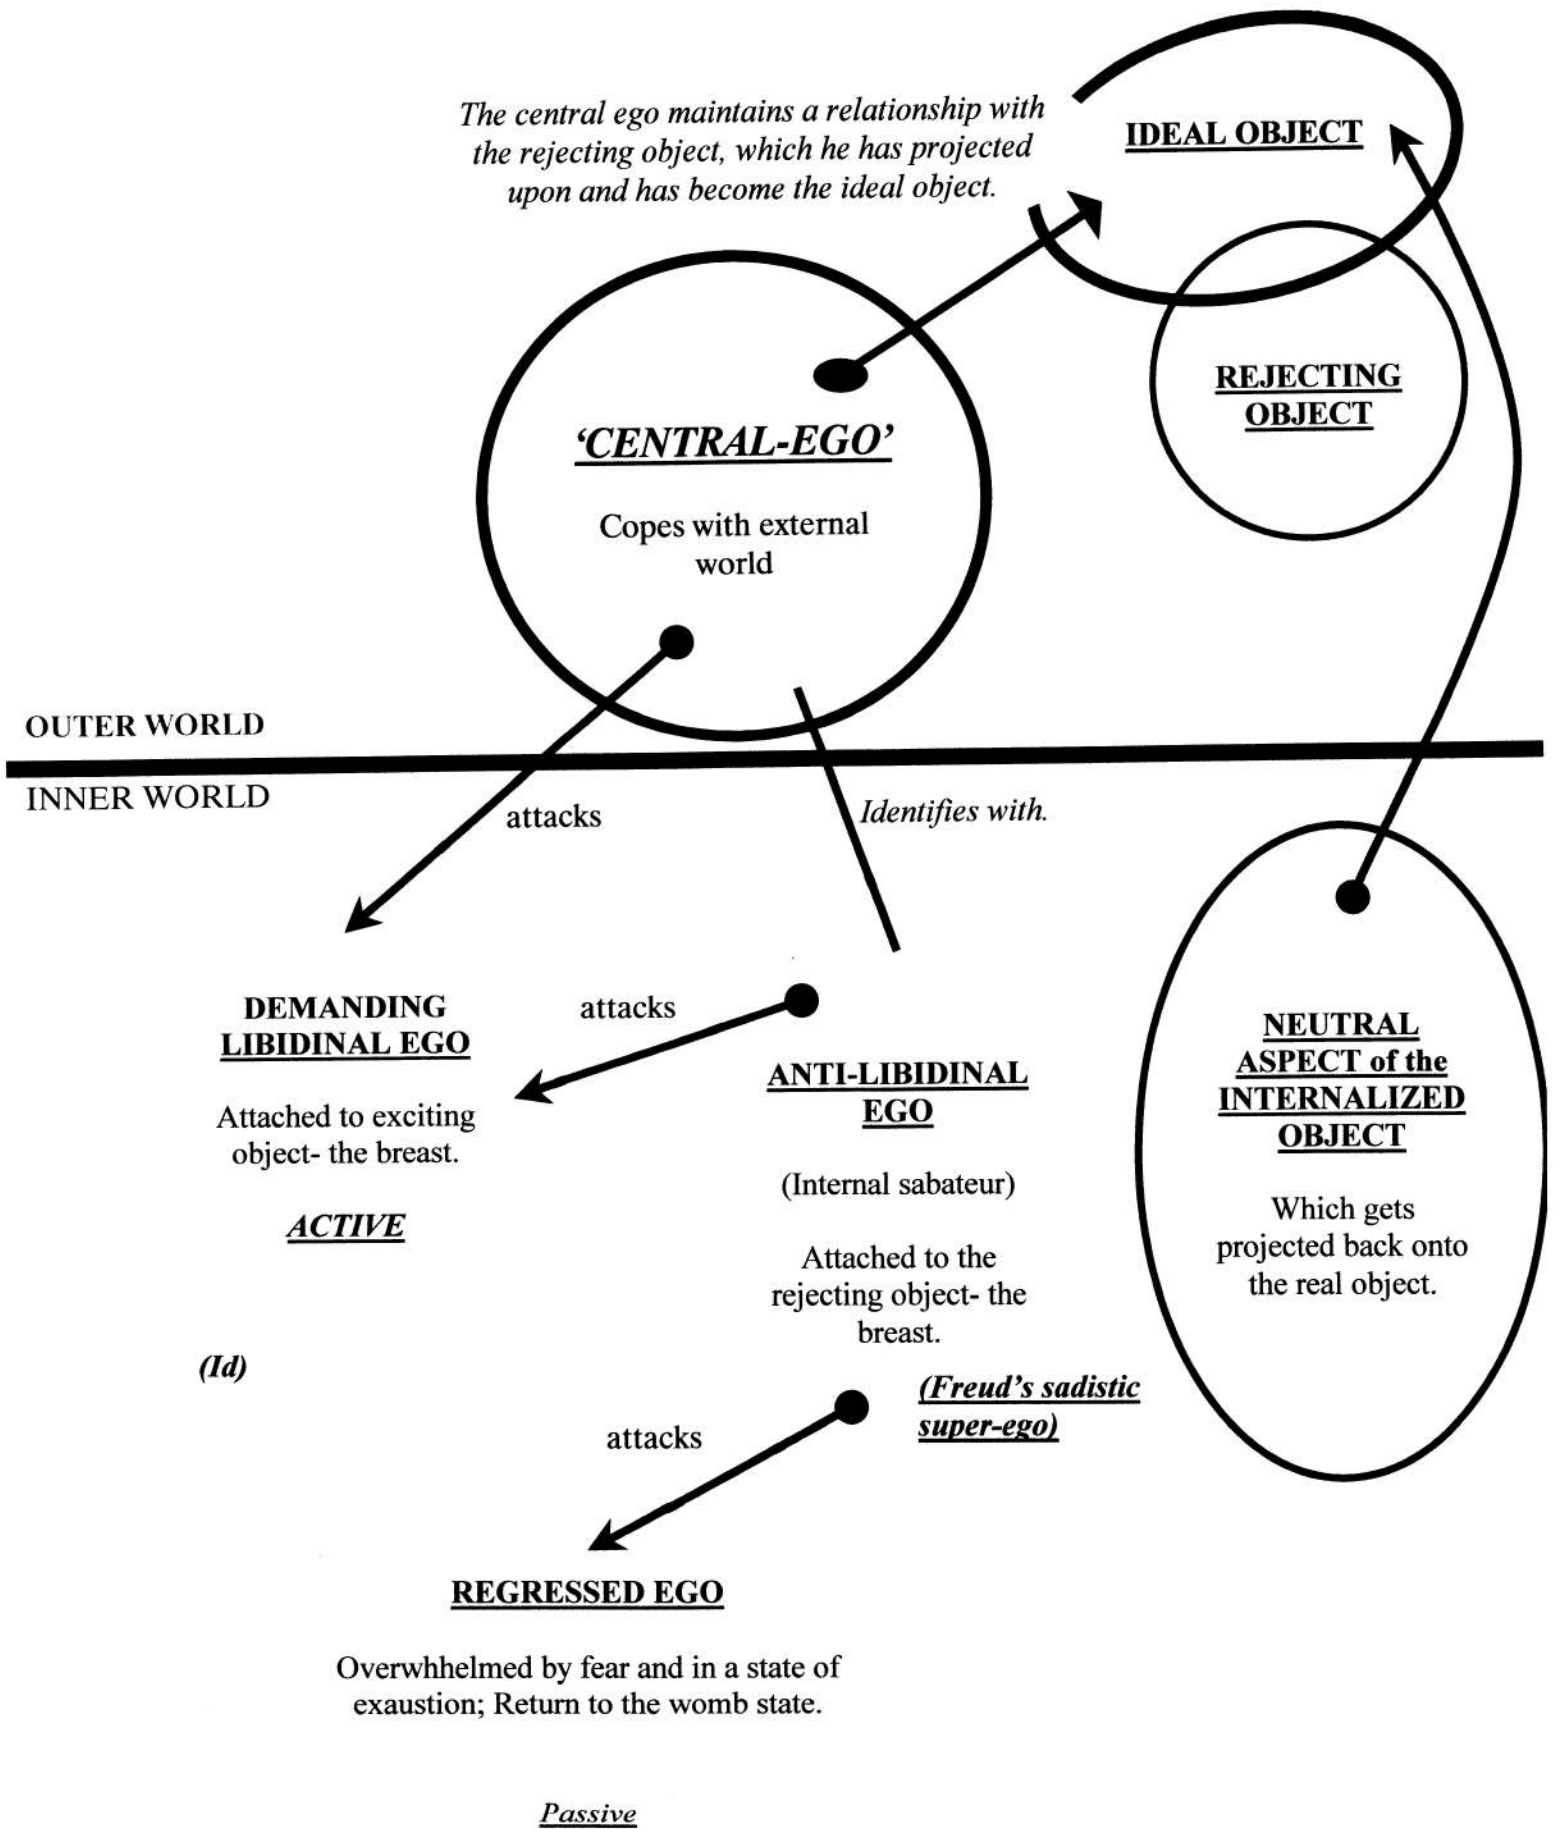 The central ego maintains a relationship with
the rejecting object, which he has projected
upon and has become the ideal object.
IDEAL OBJECT
REJECTING
OBJECT
‘CENTRAL-EGO’
Copes with external
world
OUTER WORLD
INNER WORLD
attacks
Identifies with.
DEMANDING
LIBIDINAL EGO
Attached to exciting
object- the breast.
ACTIVE
(Id)
attacks
ANTI-LIBIDINAL
EGO
(Internal sabateur)
Attached to the
rejecting object- the
breast.
(Freud’s sadistic
super-ego)
NEUTRAL
ASPECT of the
INTERNALIZED
OBJECT
Which gets
projected back onto
the real object.
attacks
REGRESSED EGO
Overwhhelmed by fear and in a state of
exaustion; Return to the womb state.
Passive